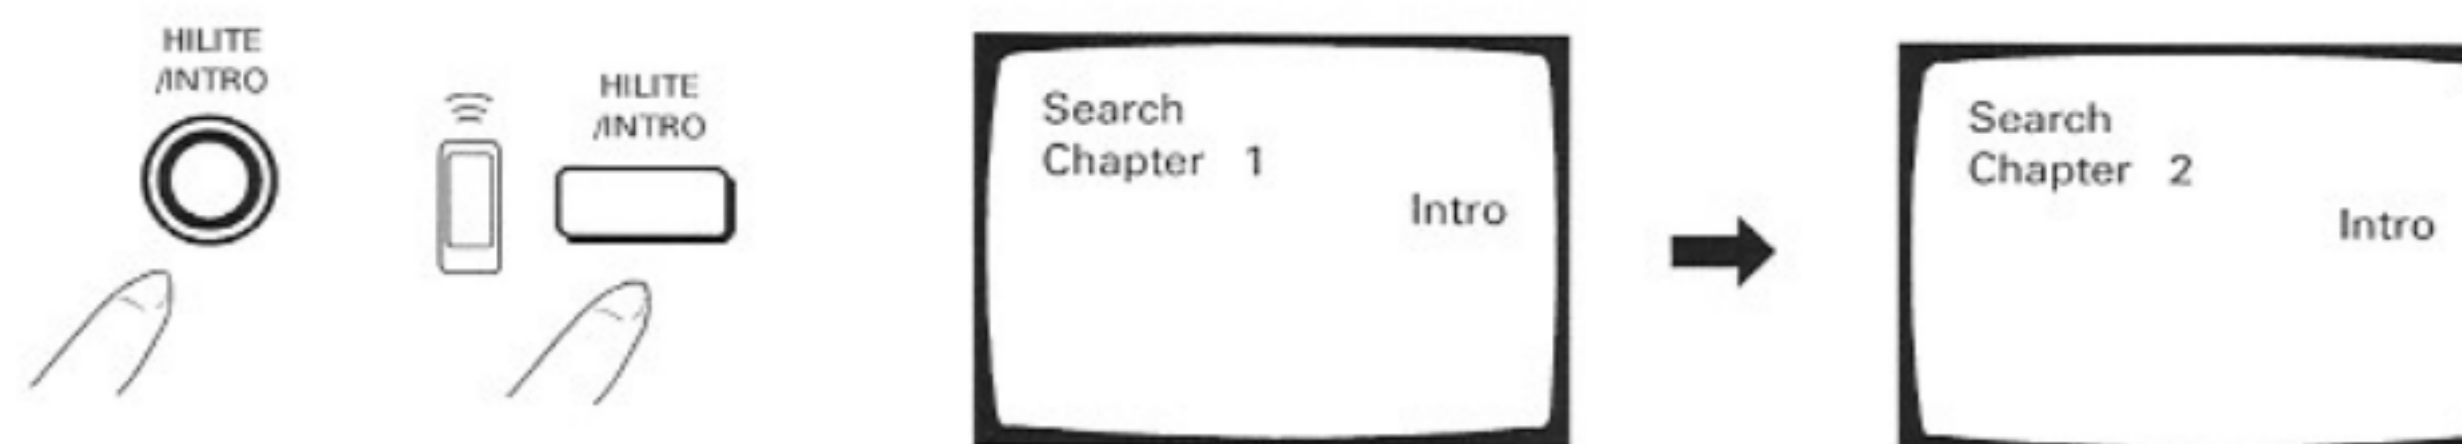 HILITE
/INTRO
HILITE
/INTRO
Search
Chapter 1
Intro
Search
Chapter 2
Intro